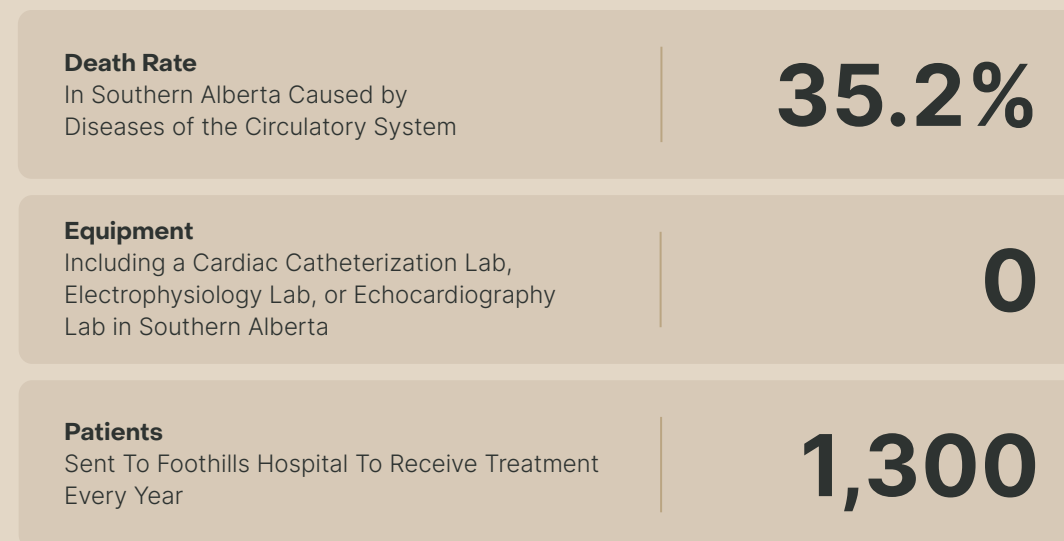 Death Rate
In Southern Alberta Caused by
Diseases of the Circulatory System
35.2%
Equipment
Including a Cardiac Catheterization Lab,
Electrophysiology Lab, or Echocardiography
Lab in Southern Alberta
0
Patients
Sent To Foothills Hospital To Receive Treatment
Every Year
1,300